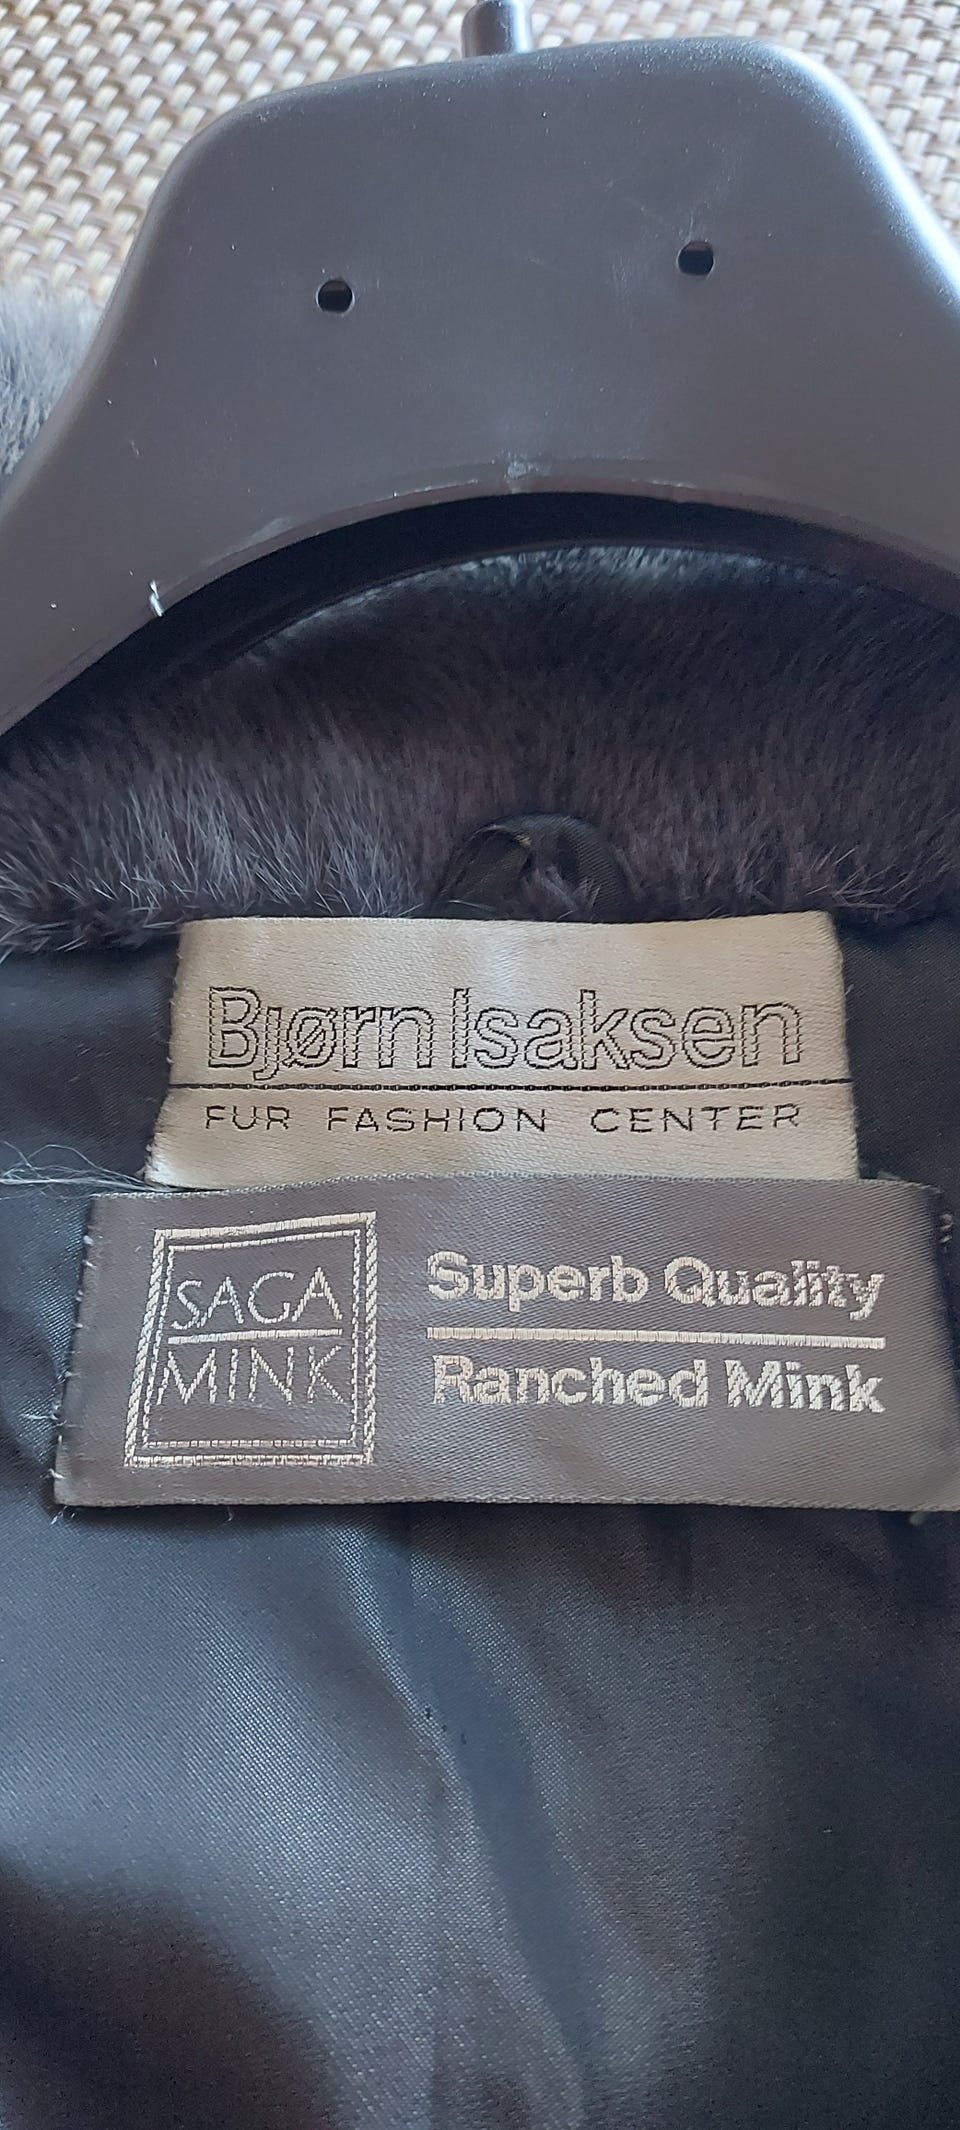 Bjørn Isaksen
FUR FASHION CENTER
SAGA
MINK
Superb Quality
Ranched Mink